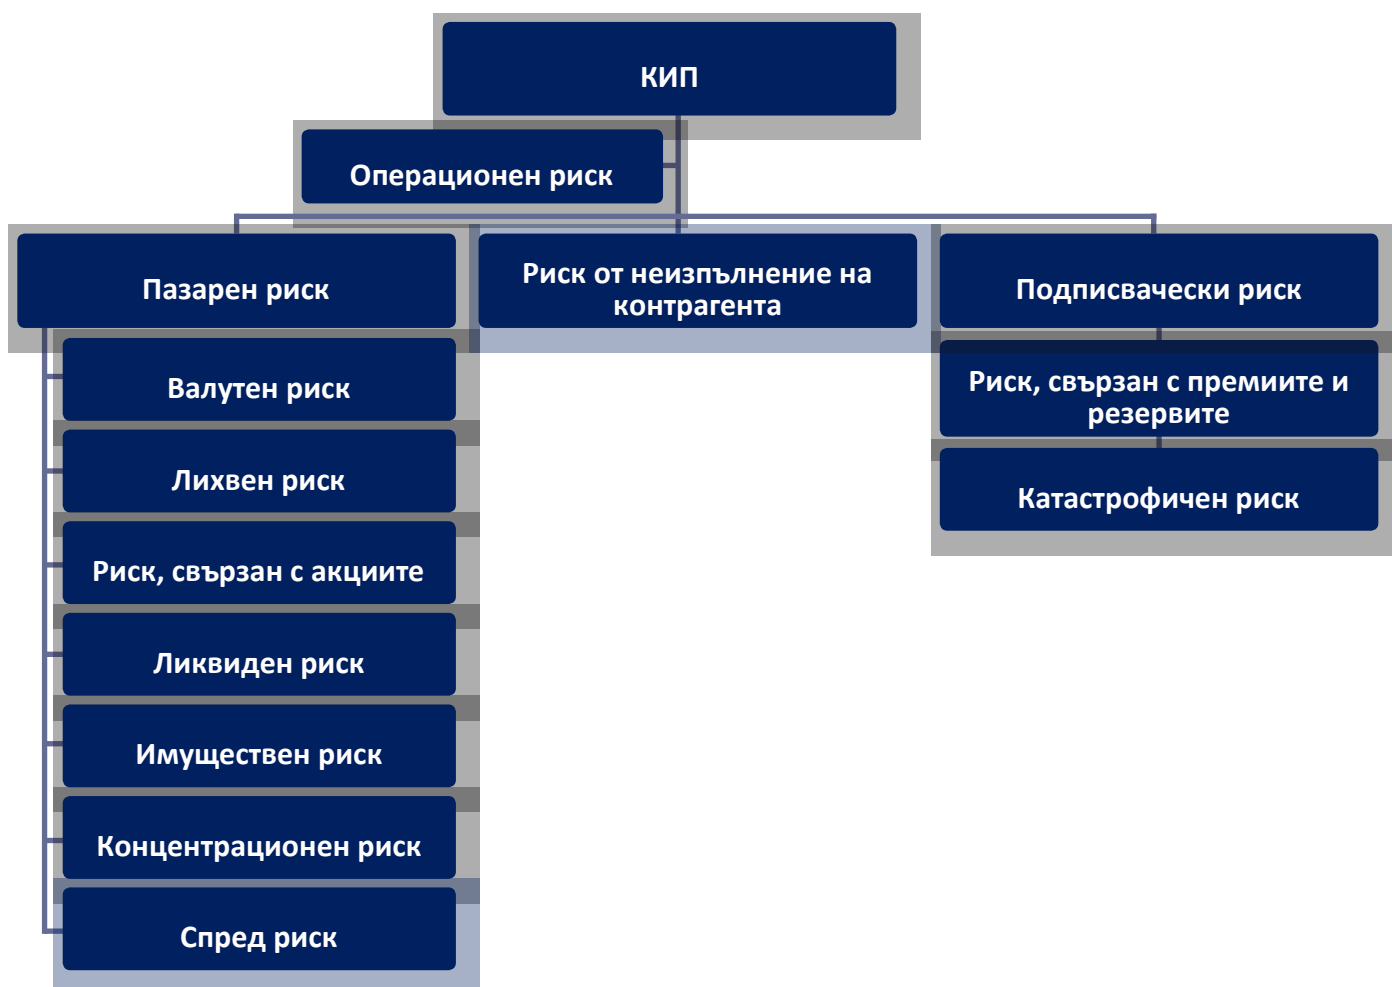 КИП
Операционен риск
Пазарен риск
Риск от неизпълнение на
контрагента
Подписвачески риск
Валутен риск
Лихвен риск
Риск, свързан с акциите
Ликвиден риск
Имуществен риск
Концентрационен риск
Спред риск
Риск, свързан с премиите и
резервите
Катастрофичен риск